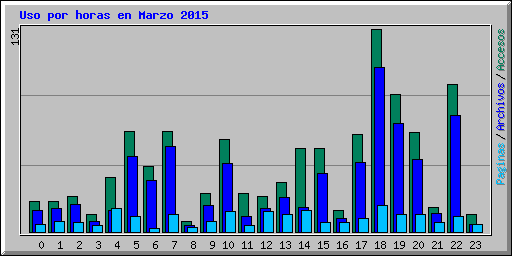 Uso por horas en Marzo 2015
131
Paginas / Archivos / Accesos
0 1 2 3 4 5 6 7 8 9 10 11 12 13 14 15 16 17 18 19 20 21 22 23